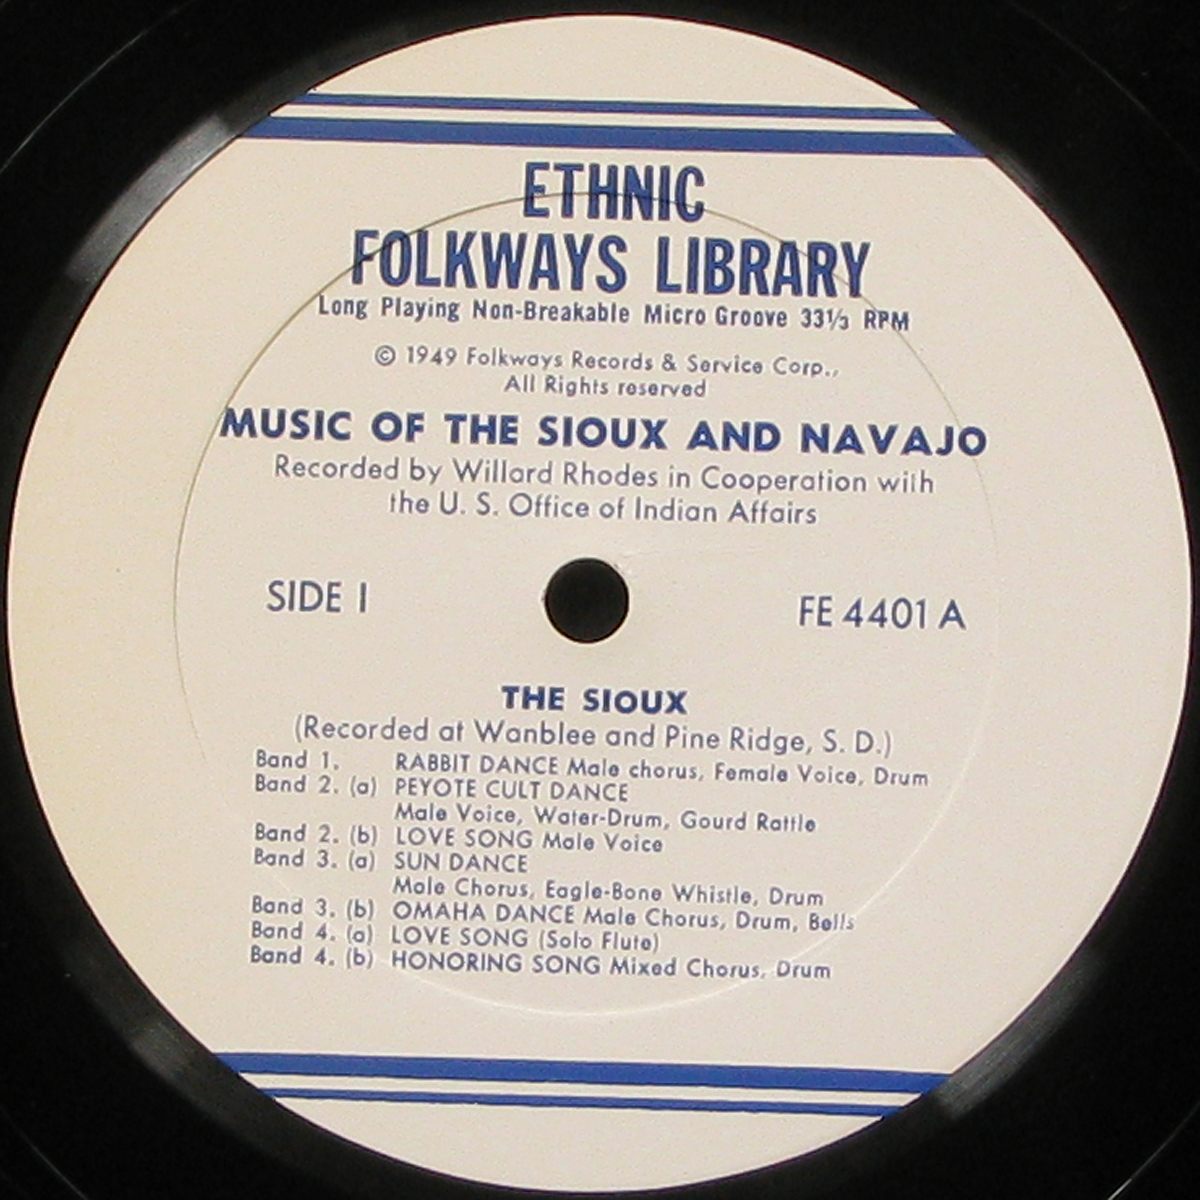 ETHNIC
FOLKWAYS LIBRARY
Long Playing Non-Breakable Micro Groove 33⅓ RPM
© 1949 Folkways Records & Service Corp.,
All Rights reserved
MUSIC OF THE SIOUX AND NAVAJO
Recorded by Willard Rhodes in Cooperation with
the U. S. Office of Indian Affairs
SIDE I FE 4401 A
THE SIOUX
(Recorded at Wanblee and Pine Ridge, S. D.)
Band 1. RABBIT DANCE Male chorus, Female Voice, Drum
Band 2. (a) PEYOTE CULT DANCE
Male Voice, Water-Drum, Gourd Rattle
Band 2. (b) LOVE SONG Male Voice
Band 3. (a) SUN DANCE
Male Chorus, Eagle-Bone Whistle, Drum
Band 3. (b) OMAHA DANCE Male Chorus, Drum, Bells
Band 4. (a) LOVE SONG (Solo Flute)
Band 4. (b) HONORING SONG Mixed Chorus, Drum